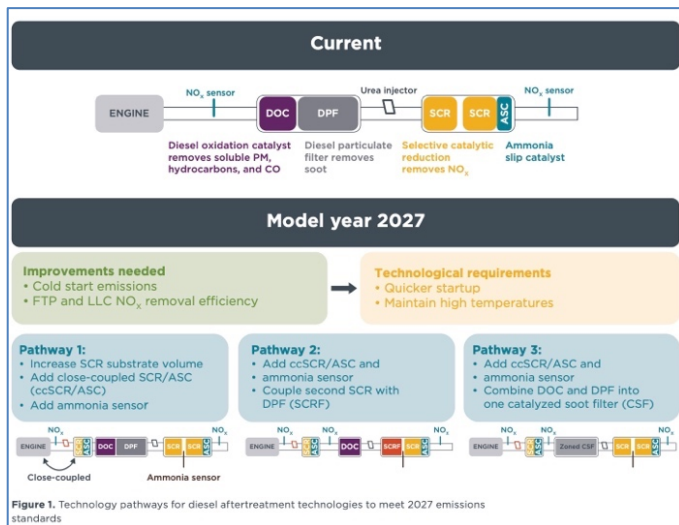 Current
NOx sensor
Urea injector
NOx sensor
ENGINE
DOC
DPF
SCR
SCR
ASC
Diesel oxidation catalyst
removes soluble PM,
hydrocarbons, and CO
Diesel particulate
filter removes
soot
Selective catalytic
reduction
removes NOx
Ammonia
slip catalyst
Model year 2027
Improvements needed
• Cold start emissions
• FTP and LLC NOx removal efficiency
Technological requirements
• Quicker startup
• Maintain high temperatures
Pathway 1:
• Increase SCR substrate volume
• Add close-coupled SCR/ASC
(ccSCR/ASC)
• Add ammonia sensor
Pathway 2:
• Add ccSCR/ASC and
• ammonia sensor
• Couple second SCR with
DPF (SCRF)
Pathway 3:
• Add ccSCR/ASC and
• ammonia sensor
• Combine DOC and DPF into
one catalyzed soot filter (CSF)
NOx
NOx
NOx
ENGINE
ASC
DOC
DPF
SCR
SCR
ASC
Close-coupled
Ammonia sensor
NOx
NOx
NOx
ENGINE
ASC
DOC
SCRF
SCR
ASC
NOx
NOx
NOx
ENGINE
ASC
Zoned CSF
SCR
SCR
ASC
Figure 1. Technology pathways for diesel aftertreatment technologies to meet 2027 emissions
standards